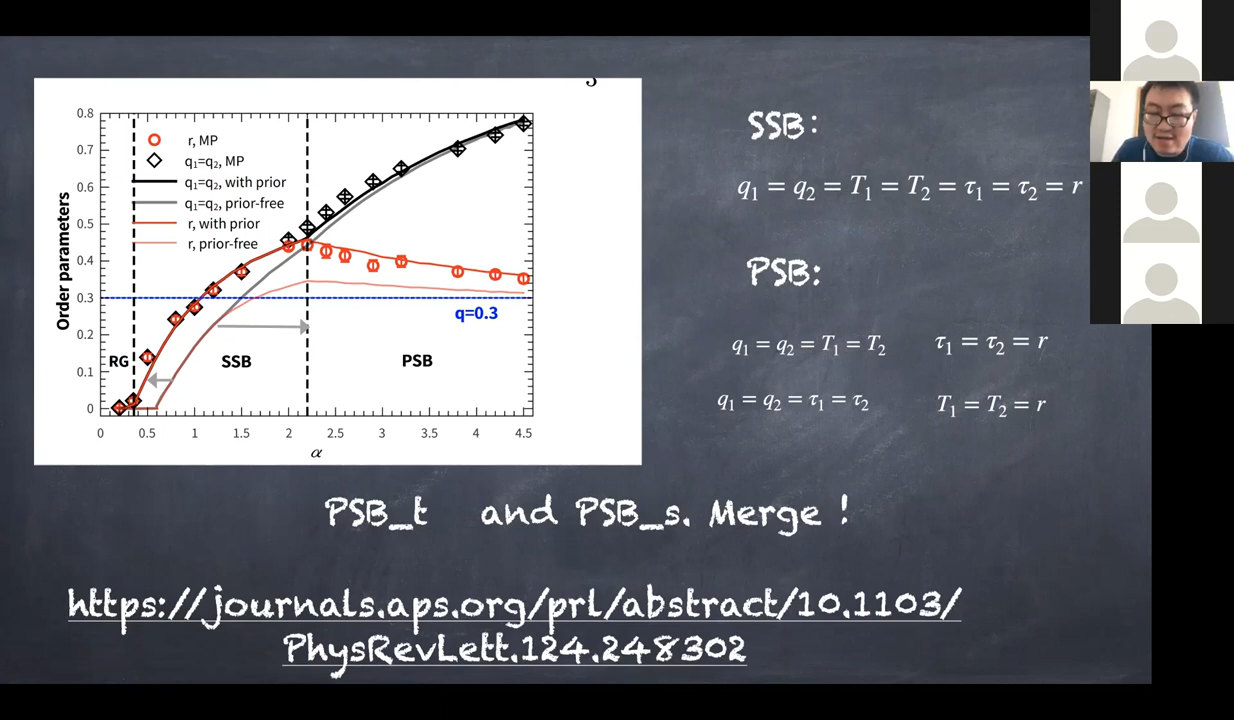 0.8
0.7
0.6
0.5
0.4
0.3
0.2
0.1
0
Order parameters
r, MP
q₁=q₂, MP
q₁=q₂, with prior
q₁=q₂, prior-free
r, with prior
r, prior-free
q=0.3
RG SSB PSB
0 0.5 1 1.5 2 2.5 3 3.5 4 4.5
α
SSB:
q₁ = q₂ = T₁ = T₂ = τ₁ = τ₂ = r
PSB:
q₁ = q₂ = T₁ = T₂ τ₁ = τ₂ = r
q₁ = q₂ = τ₁ = τ₂ T₁ = T₂ = r
PSB_t and PSB_s. Merge !
https://journals.aps.org/prl/abstract/10.1103/
PhysRevLett.124.248302